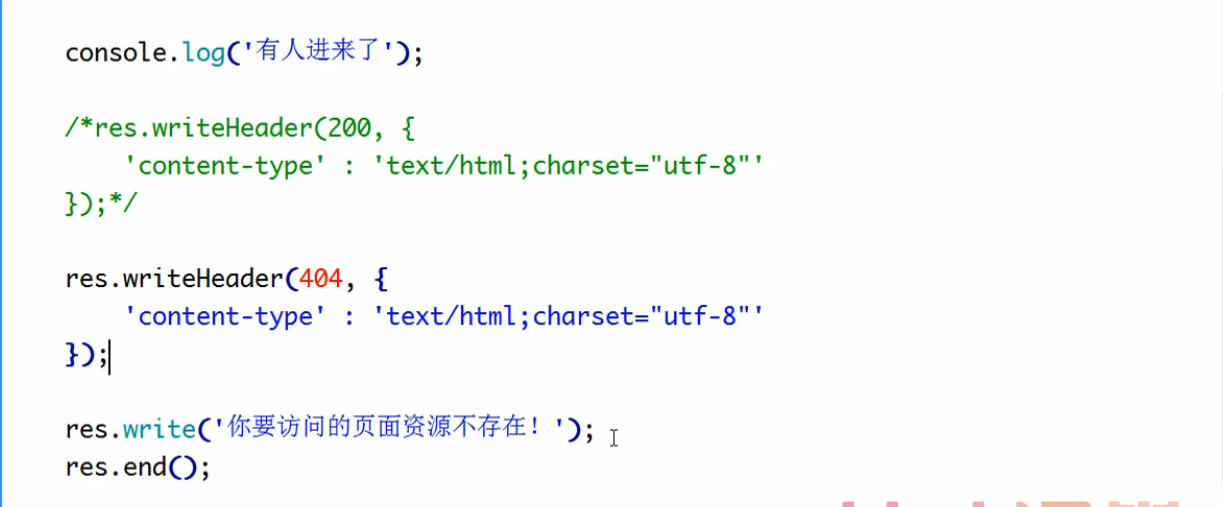 console.log('有人进来了');
/*res.writeHeader(200, {
'content-type' : 'text/html;charset="utf-8"'
});*/
res.writeHeader(404, {
'content-type' : 'text/html;charset="utf-8"'
});
res.write('你要访问的页面资源不存在！');
res.end();